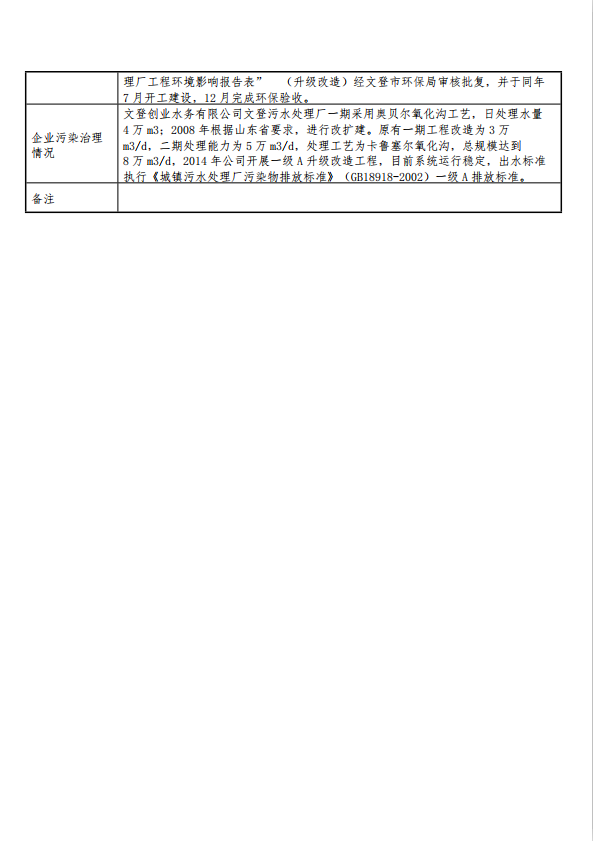 理厂工程环境影响报告表” （升级改造）经文登市环保局审核批复，并于同年
7月开工建设，12月完成环保验收。
企业污染治理
情况
文登创业水务有限公司文登污水处理厂一期采用奥贝尔氧化沟工艺，日处理水量
4万m3；2008年根据山东省要求，进行改扩建。原有一期工程改造为3万
m3/d，二期处理能力为5万m3/d，处理工艺为卡鲁塞尔氧化沟，总规模达到
8万m3/d，2014年公司开展一级A升级改造工程，目前系统运行稳定，出水标准
执行《城镇污水处理厂污染物排放标准》（GB18918-2002）一级A排放标准。
备注